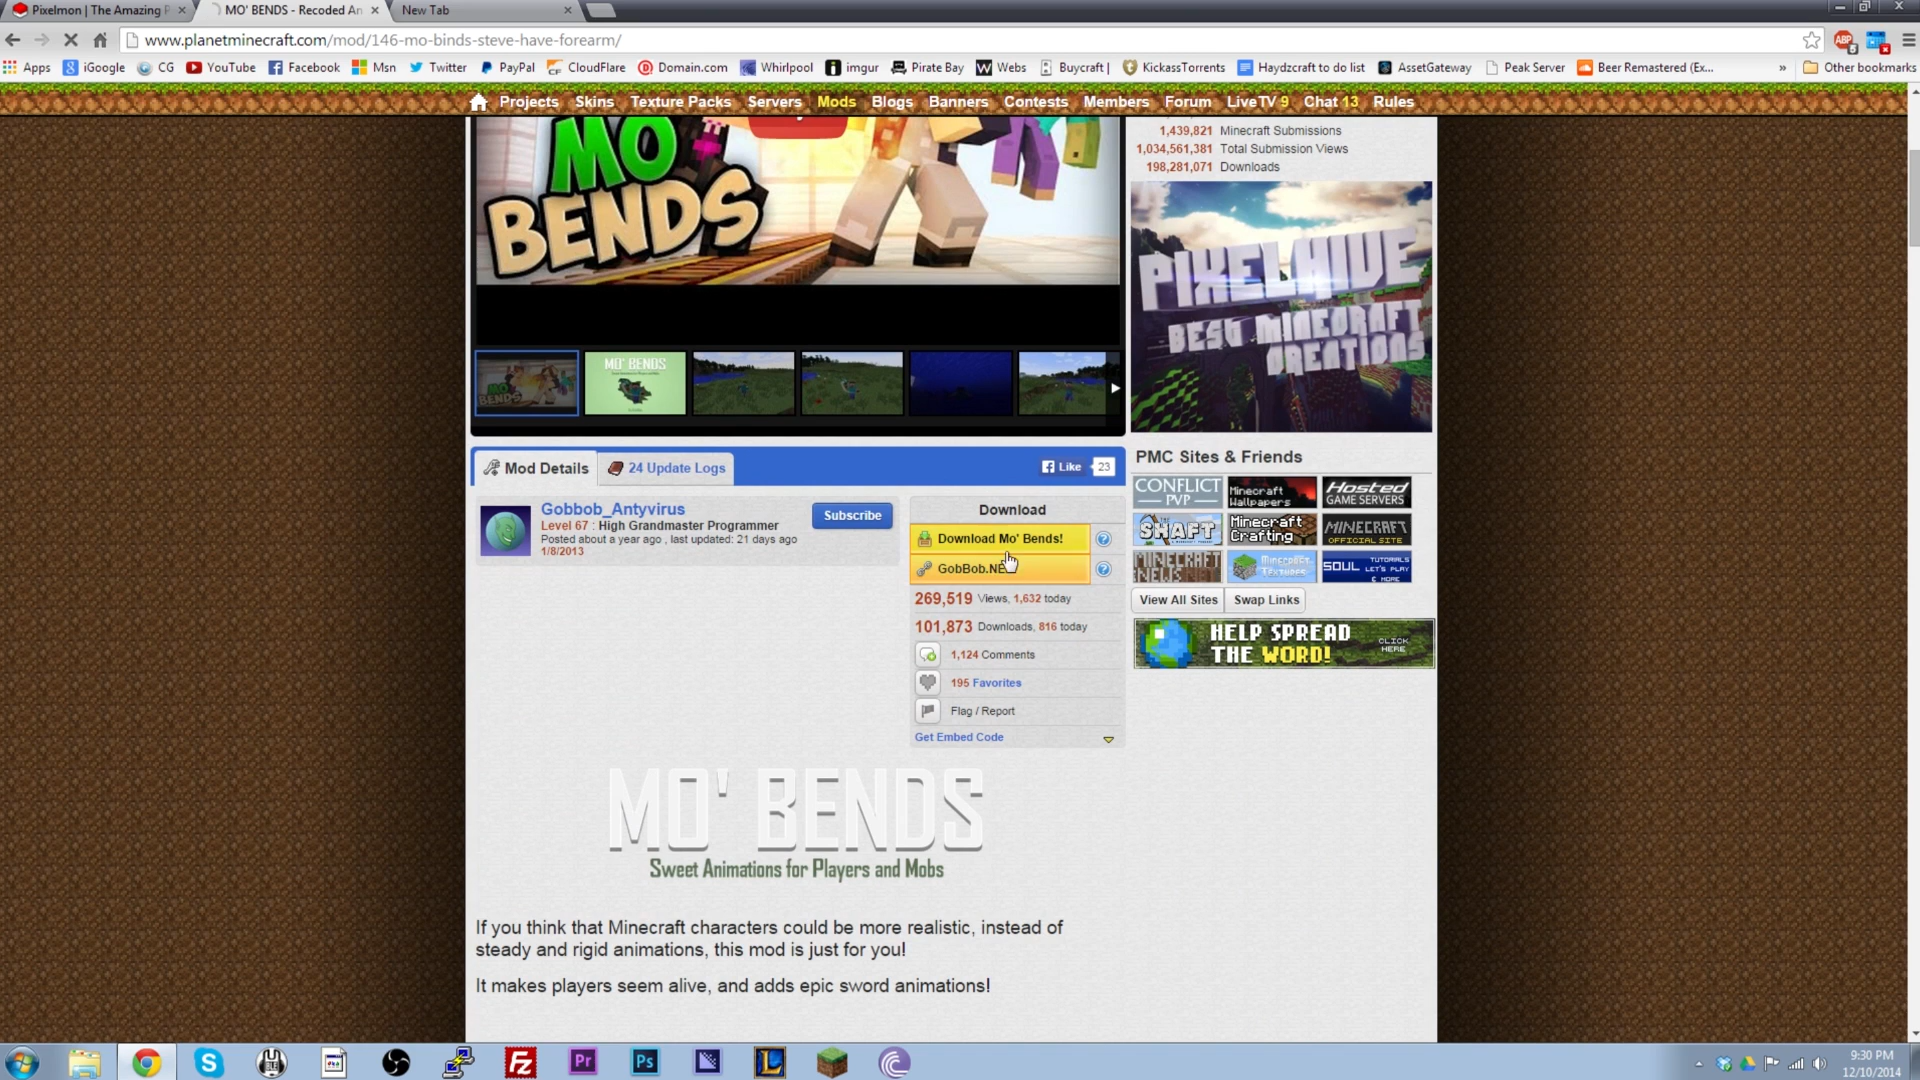 Pixelmon | The Amazing P
MO' BENDS - Recoded An
New Tab
www.planetminecraft.com/mod/146-mo-binds-steve-have-forearm/
Apps iGoogle CG YouTube Facebook Msn Twitter PayPal CloudFlare Domain.com Whirlpool imgur Pirate Bay Webs Buycraft | KickassTorrents Haydzcraft to do list AssetGateway Peak Server Beer Remastered (Ex... » Other bookmarks
Projects Skins Texture Packs Servers Mods Blogs Banners Contests Members Forum Live TV 9 Chat 13 Rules
1,439,821 Minecraft Submissions
1,034,561,381 Total Submission Views
198,281,071 Downloads
MO
BENDS
PIXELHIVE
BEST MINECRAFT
CREATIONS
MO' BENDS
Mod Details
24 Update Logs
Like 23
PMC Sites & Friends
Gobbob_Antyvirus
Level 67 : High Grandmaster Programmer
Posted about a year ago , last updated: 21 days ago
1/8/2013
Subscribe
Download
Download Mo' Bends!
GobBob.NE
269,519 Views, 1,632 today
101,873 Downloads, 816 today
1,124 Comments
195 Favorites
Flag / Report
Get Embed Code
CONFLICT
PVP
Minecraft
Wallpapers
Hosted
GAME SERVERS
SHAFT
Minecraft
Crafting
MINECRAFT
OFFICIAL SITE
MINECRAFT
NEWS
Minecraft
Textures
SOUL
TUTORIALS
LET'S PLAY
& MORE
View All Sites
Swap Links
HELP SPREAD
THE WORD!
CLICK
HERE
MO' BENDS
Sweet Animations for Players and Mobs
If you think that Minecraft characters could be more realistic, instead of
steady and rigid animations, this mod is just for you!
It makes players seem alive, and adds epic sword animations!
9:30 PM
12/10/2014